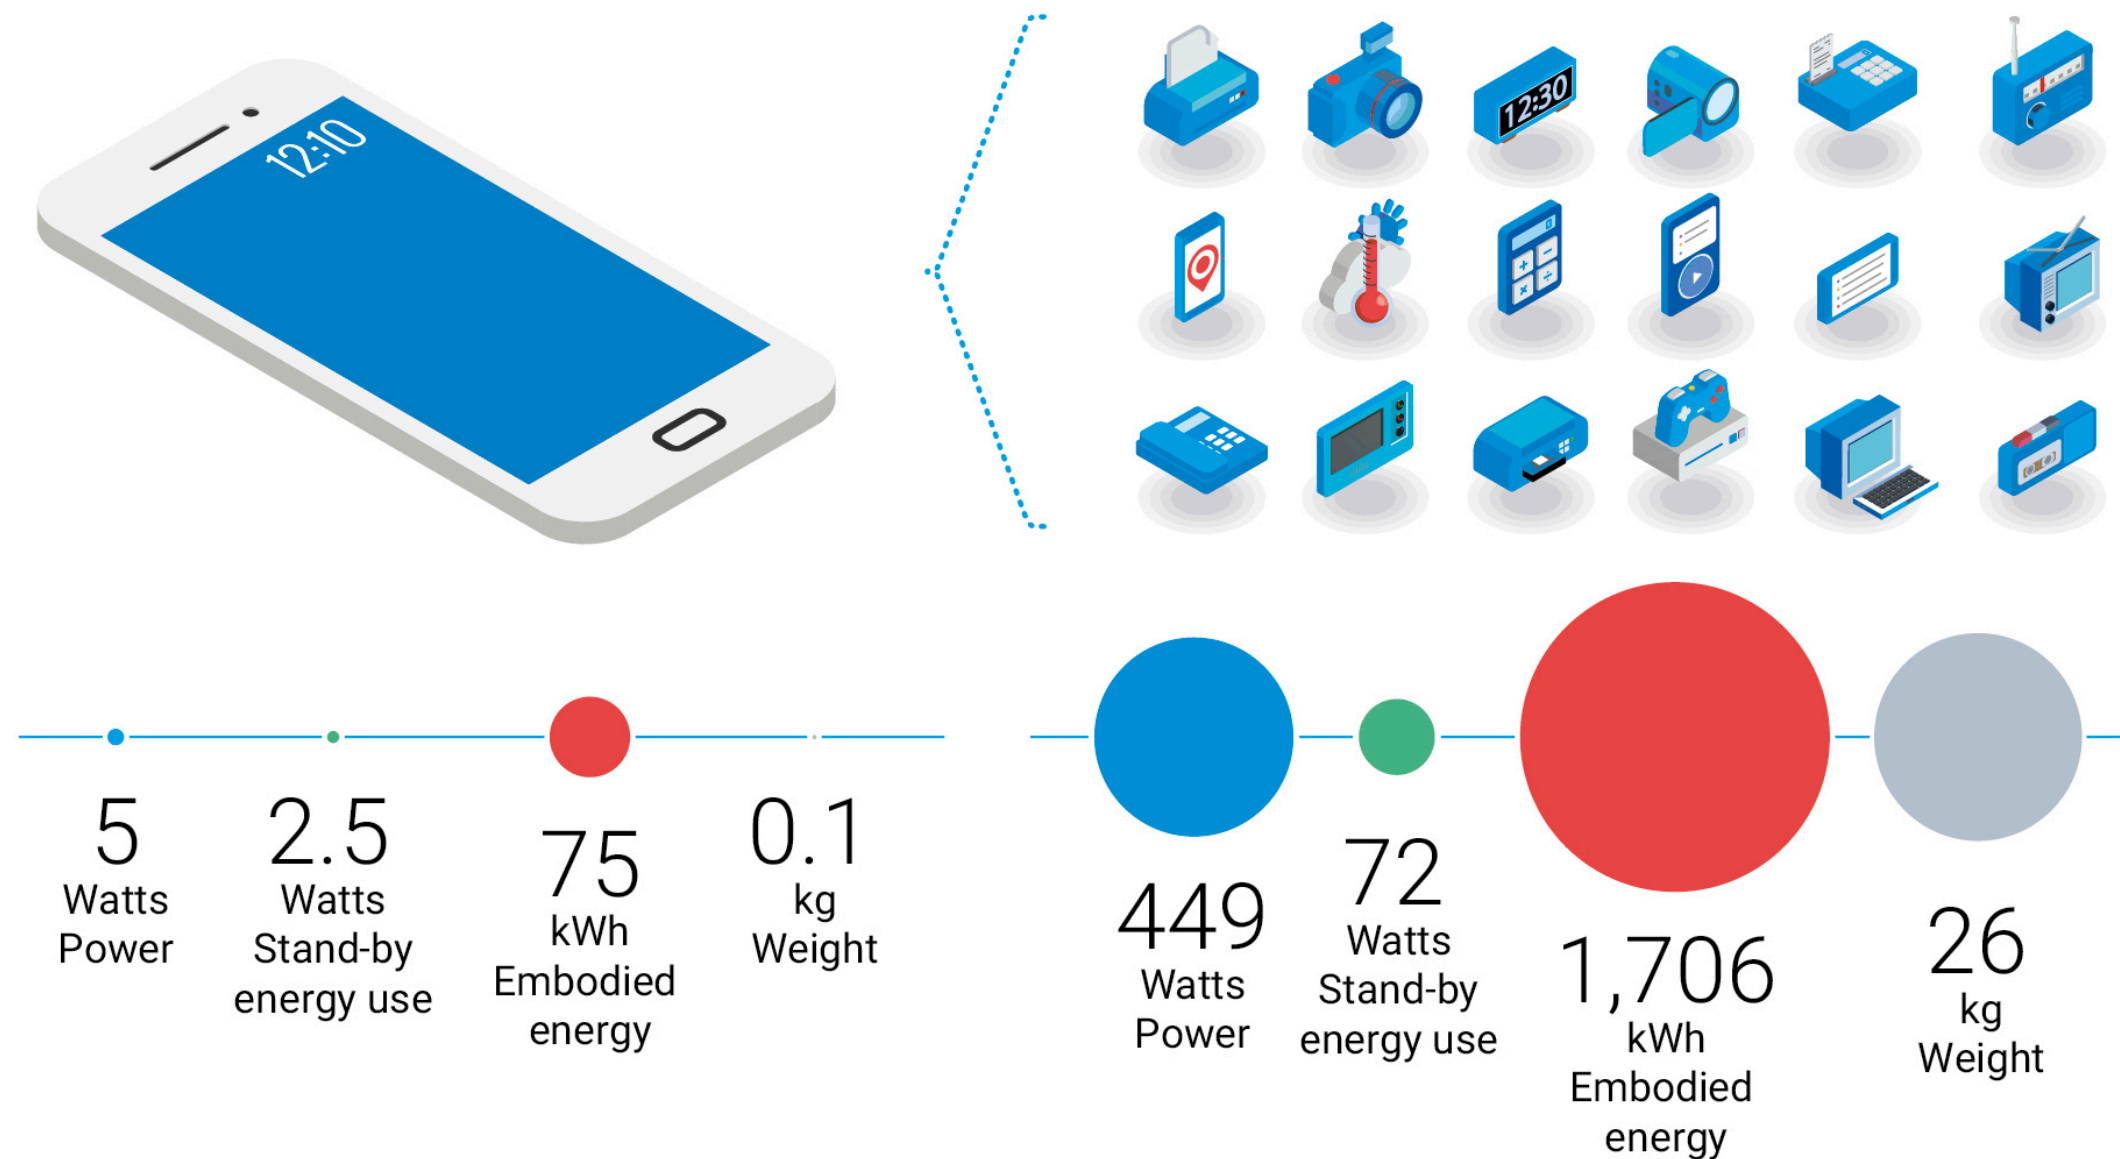 12:10
12:30
0
+
−
×
÷
5
Watts
Power
2.5
Watts
Stand-by
energy use
75
kWh
Embodied
energy
0.1
kg
Weight
449
Watts
Power
72
Watts
Stand-by
energy use
1,706
kWh
Embodied
energy
26
kg
Weight